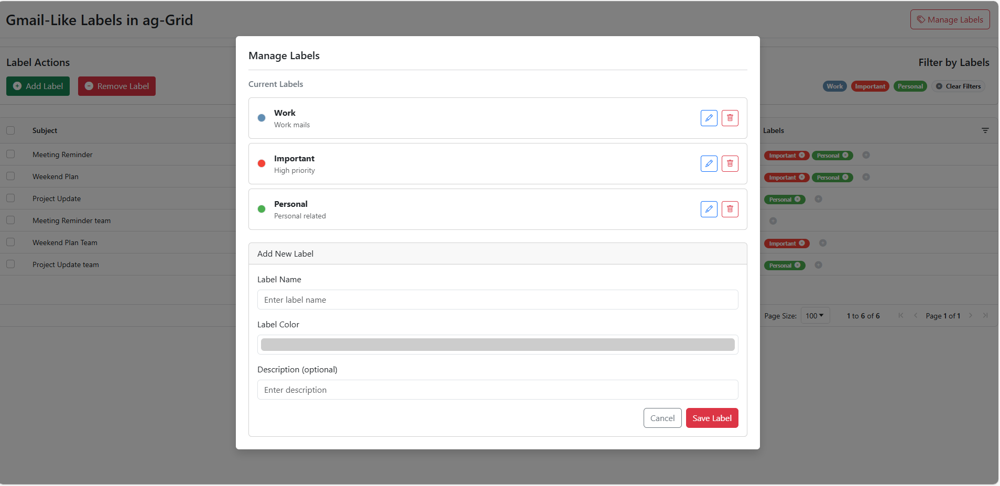 Gmail-Like Labels in ag-Grid
Manage Labels
Label Actions
Filter by Labels
Add Label
Remove Label
Work
Important
Personal
Clear Filters
Subject
Labels
Meeting Reminder
Important
Personal
Weekend Plan
Important
Personal
Project Update
Personal
Meeting Reminder team
Weekend Plan Team
Important
Project Update team
Personal
Page Size:
100
1 to 6 of 6
Page 1 of 1
Manage Labels
Current Labels
Work
Work mails
Important
High priority
Personal
Personal related
Add New Label
Label Name
Enter label name
Label Color
Description (optional)
Enter description
Cancel
Save Label